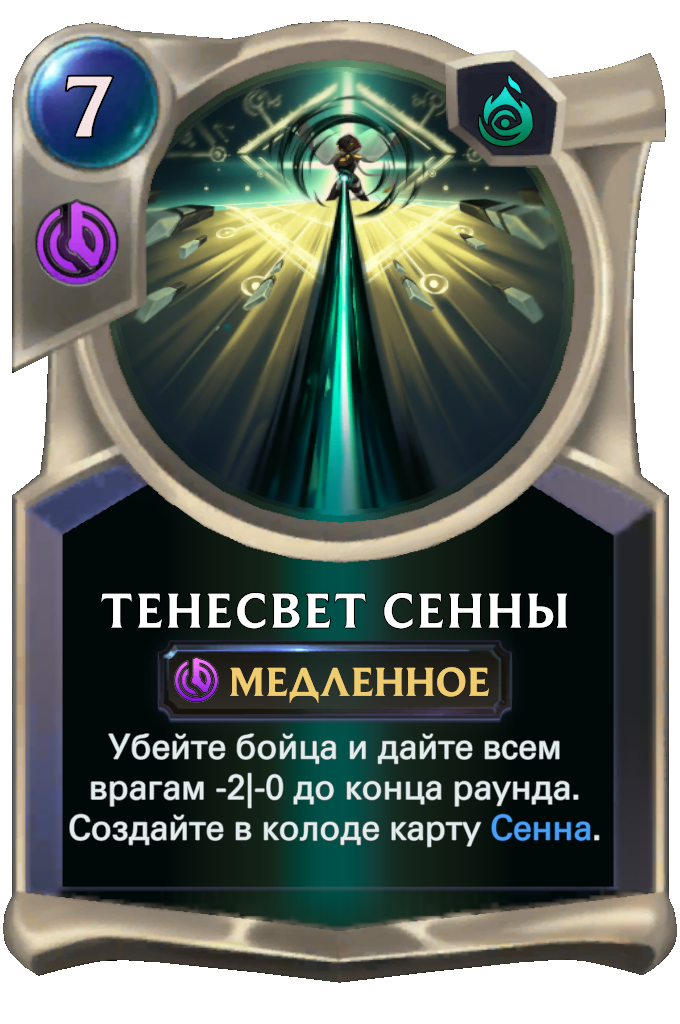 7
ТЕНЕСВЕТ СЕННЫ
МЕДЛЕННОЕ
Убейте бойца и дайте всем
врагам -2|-0 до конца раунда.
Создайте в колоде карту Сенна.